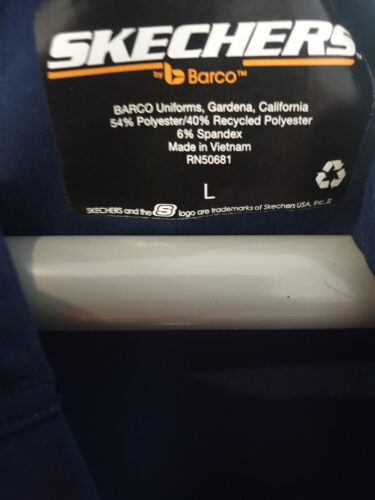 SKECHERS
by b Barco™
BARCO Uniforms, Gardena, California
54% Polyester/40% Recycled Polyester
6% Spandex
Made in Vietnam
RN50681
L
SKECHERS and the S logo are trademarks of Skechers USA, Inc. II